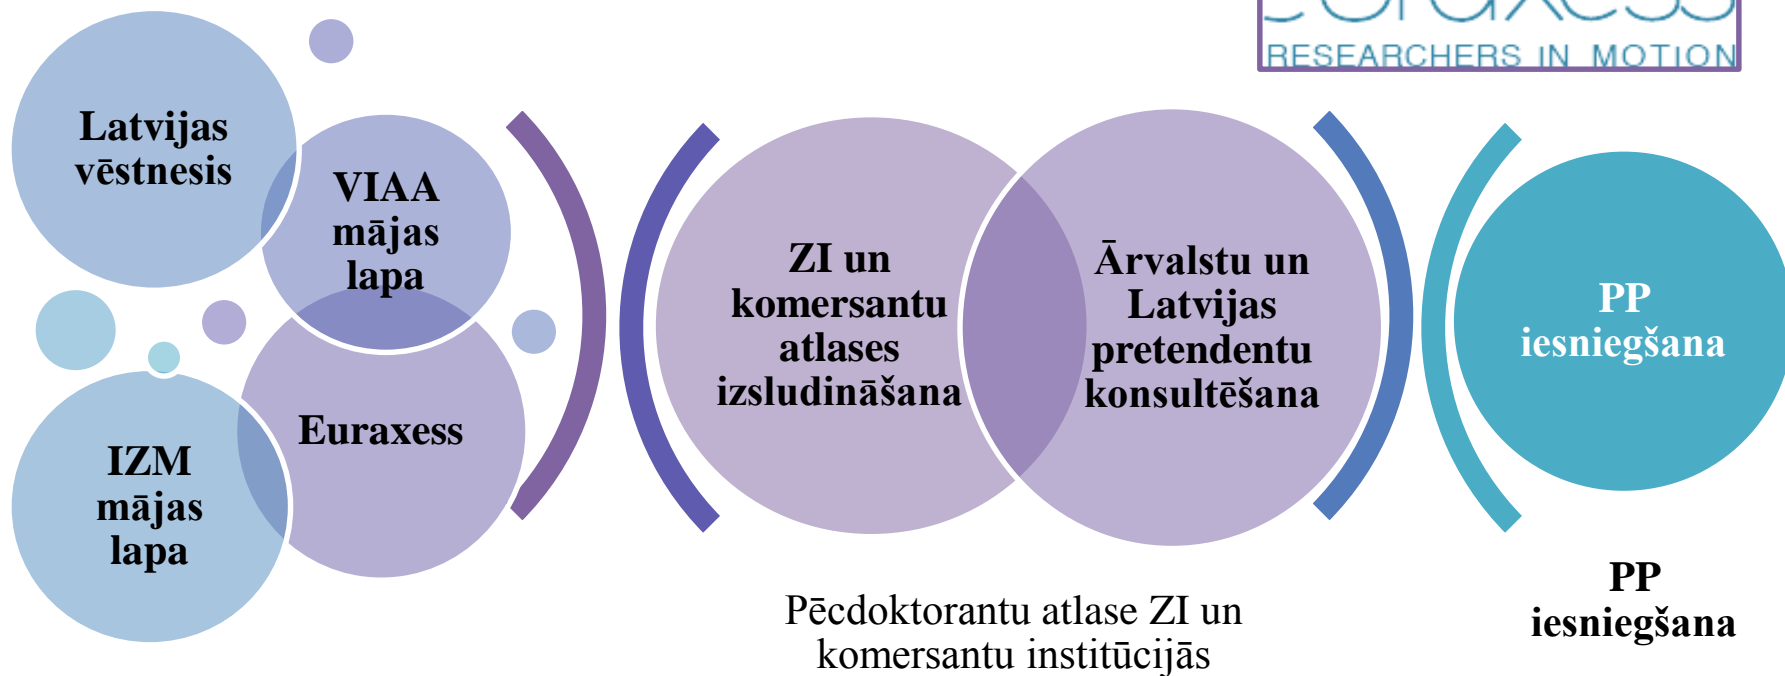 euraxess
RESEARCHERS IN MOTION
Latvijas
vēstnesis
VIAA
mājas
lapa
Euraxess
IZM
mājas
lapa
ZI un
komersantu
atlases
izsludināšana
Ārvalstu un
Latvijas
pretendentu
konsultēšana
PP
iesniegšana
Pēcdoktorantu atlase ZI un
komersantu institūcijās
PP
iesniegšana